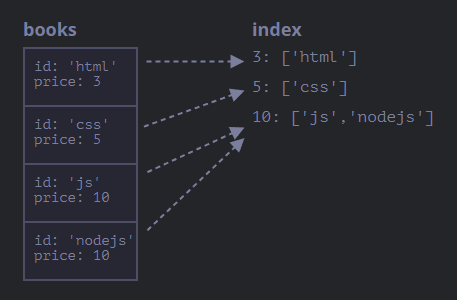 books
id: 'html'
price: 3
id: 'css'
price: 5
id: 'js'
price: 10
id: 'nodejs'
price: 10
index
3: ['html']
5: ['css']
10: ['js','nodejs']